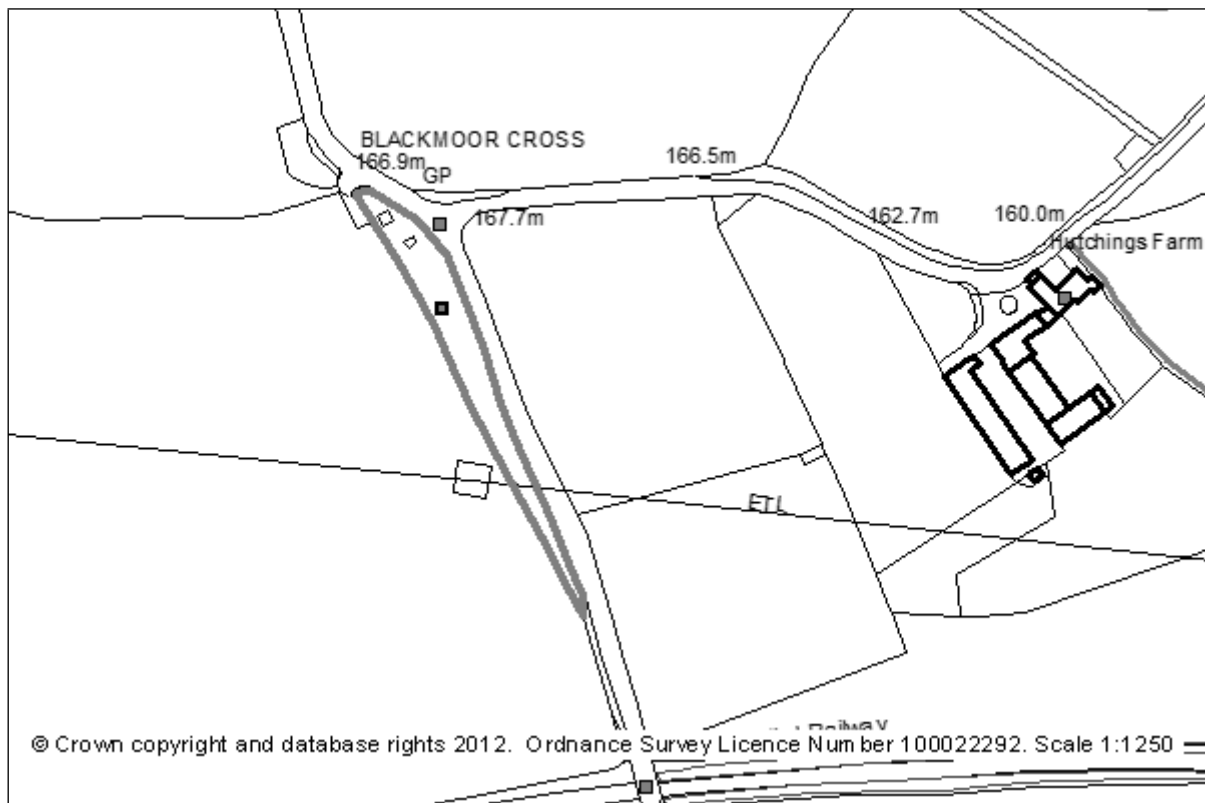 BLACKMOOR CROSS
166.9m
GP
166.5m
167.7m
162.7m
160.0m
Hutchings Farm
ETL
Railway
© Crown copyright and database rights 2012. Ordnance Survey Licence Number 100022292. Scale 1:1250